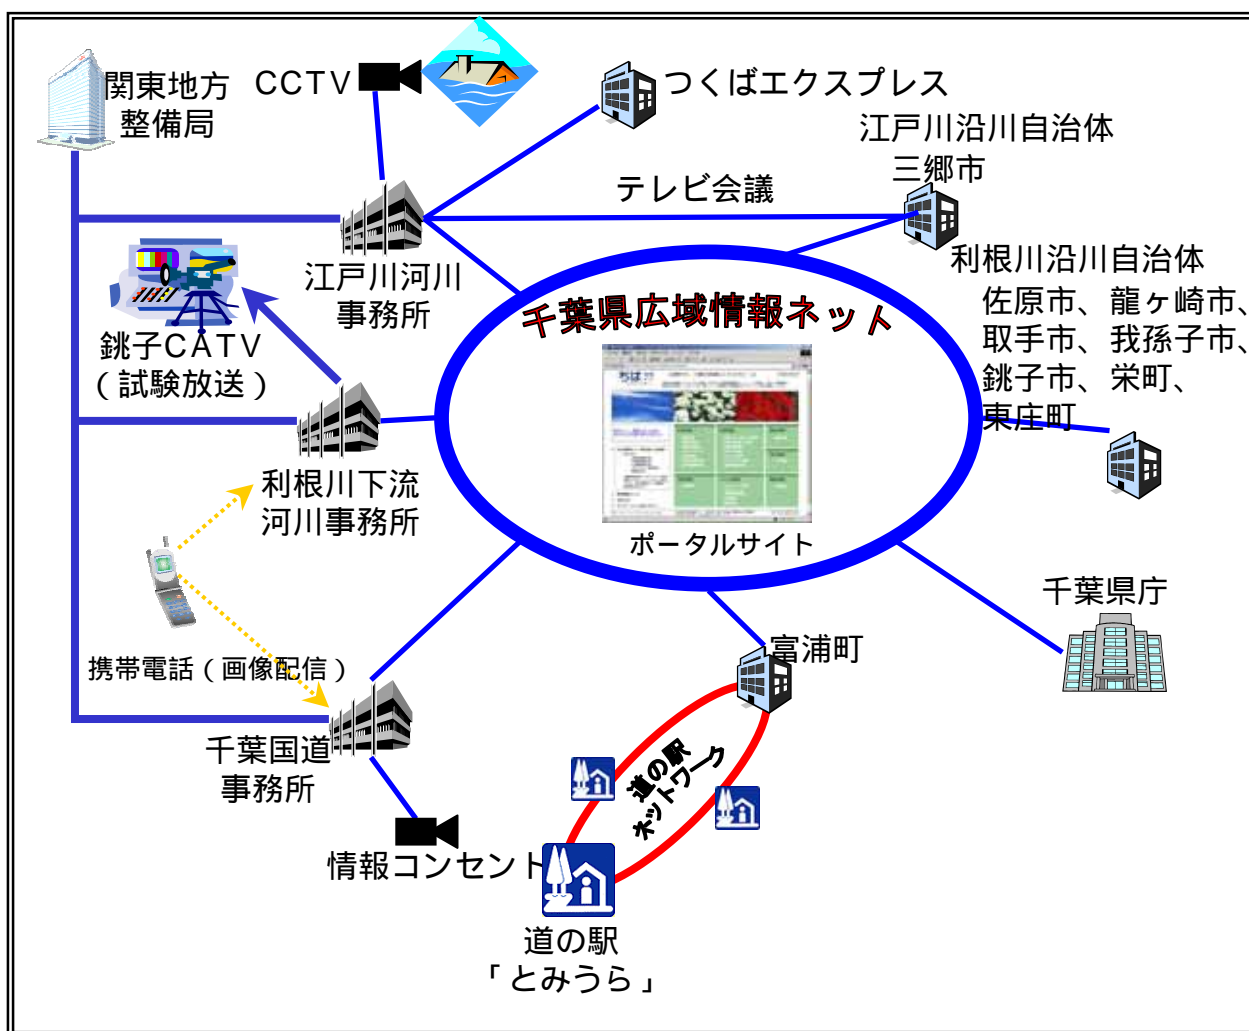 関東地方
整備局
CCTV
つくばエクスプレス
江戸川沿川自治体
三郷市
テレビ会議
江戸川河川
事務所
利根川沿川自治体
佐原市、龍ヶ崎市、
取手市、我孫子市、
銚子市、栄町、
東庄町
千葉県広域情報ネット
銚子CATV
（試験放送）
利根川下流
河川事務所
ポータルサイト
千葉県庁
富浦町
携帯電話（画像配信）
千葉国道
事務所
道の駅
ネットワーク
情報コンセント
道の駅
「とみうら」